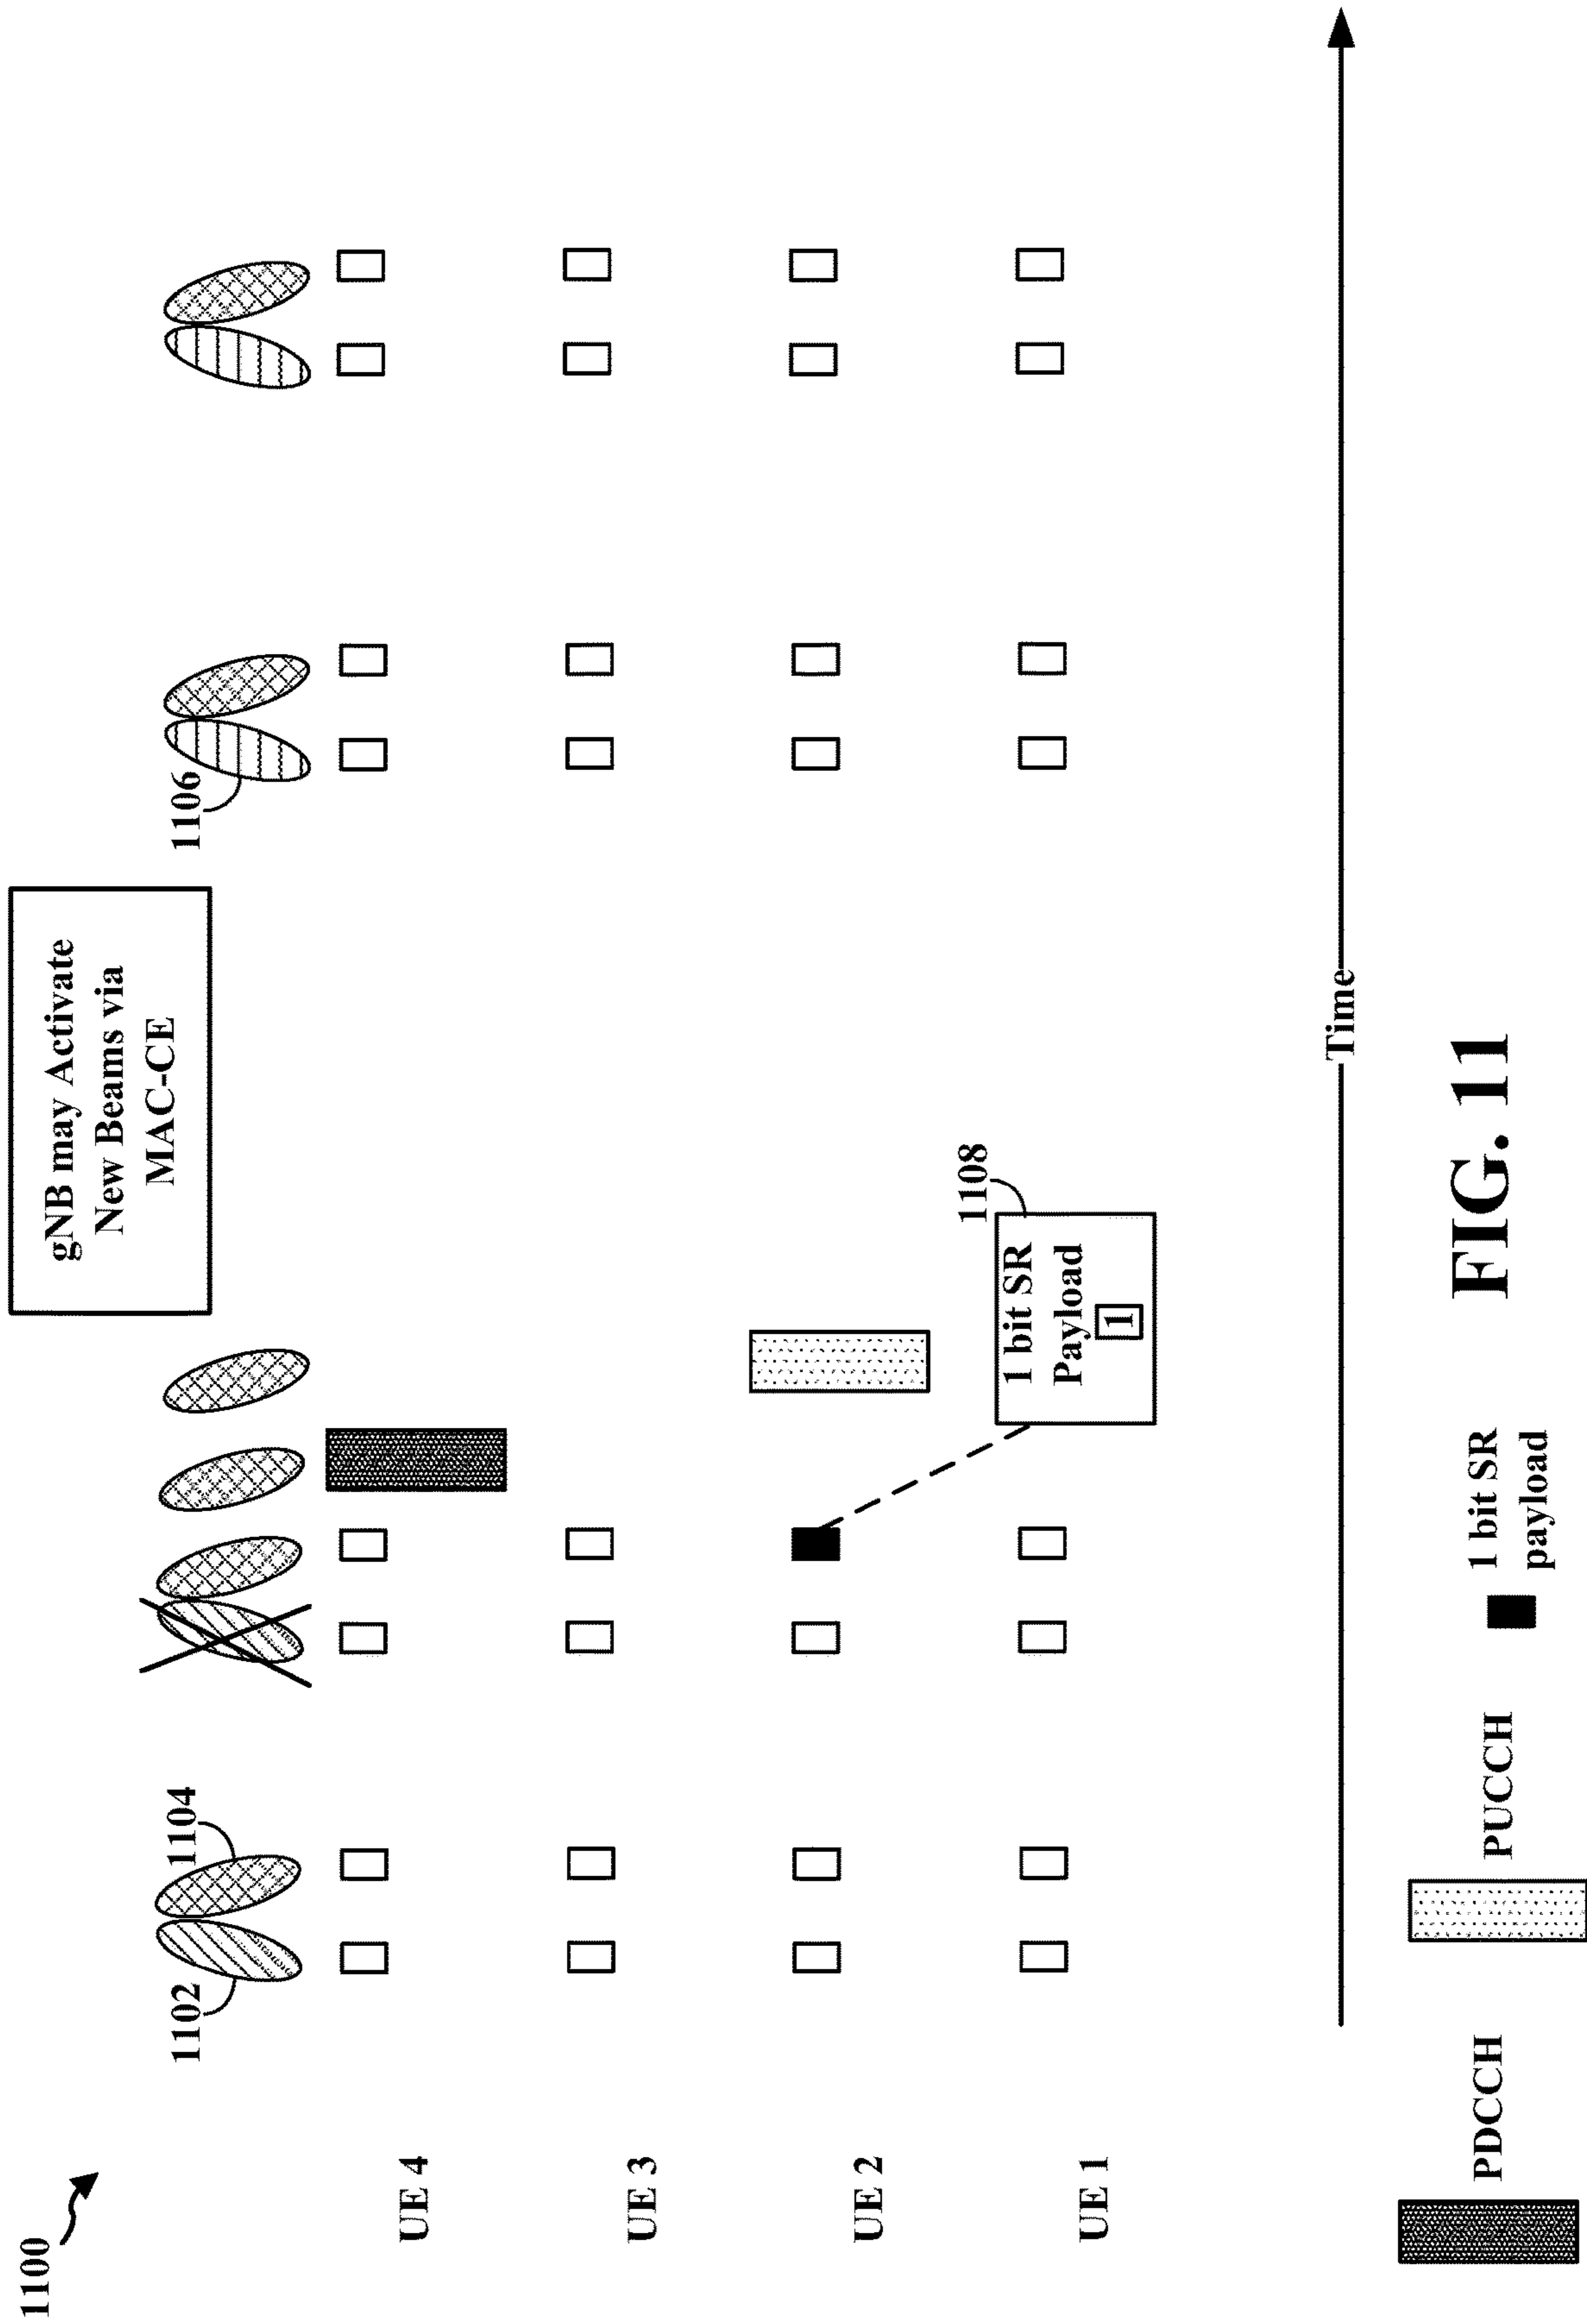 1100
gNB may Activate
New Beams via
MAC-CE
1102
1104
1106
UE 4
UE 3
UE 2
UE 1
1108
1 bit SR
Payload
1
Time
PDCCH
PUCCH
1 bit SR
payload
FIG. 11